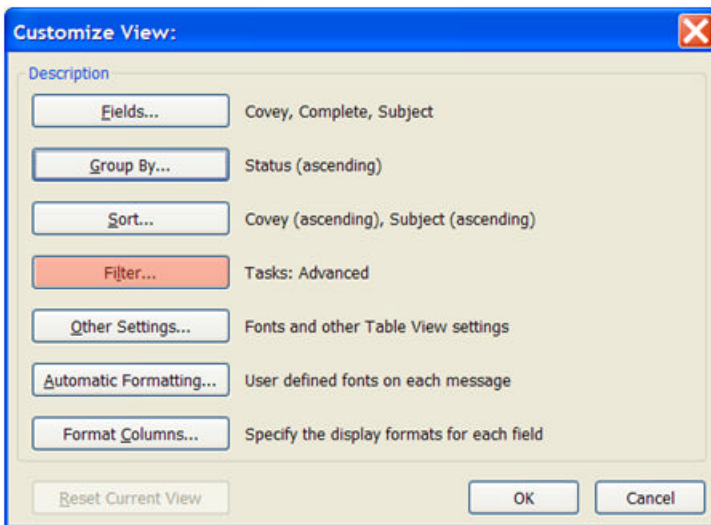 Customize View:
Description
Fields... Covey, Complete, Subject
Group By... Status (ascending)
Sort... Covey (ascending), Subject (ascending)
Filter... Tasks: Advanced
Other Settings... Fonts and other Table View settings
Automatic Formatting... User defined fonts on each message
Format Columns... Specify the display formats for each field
Reset Current View OK Cancel